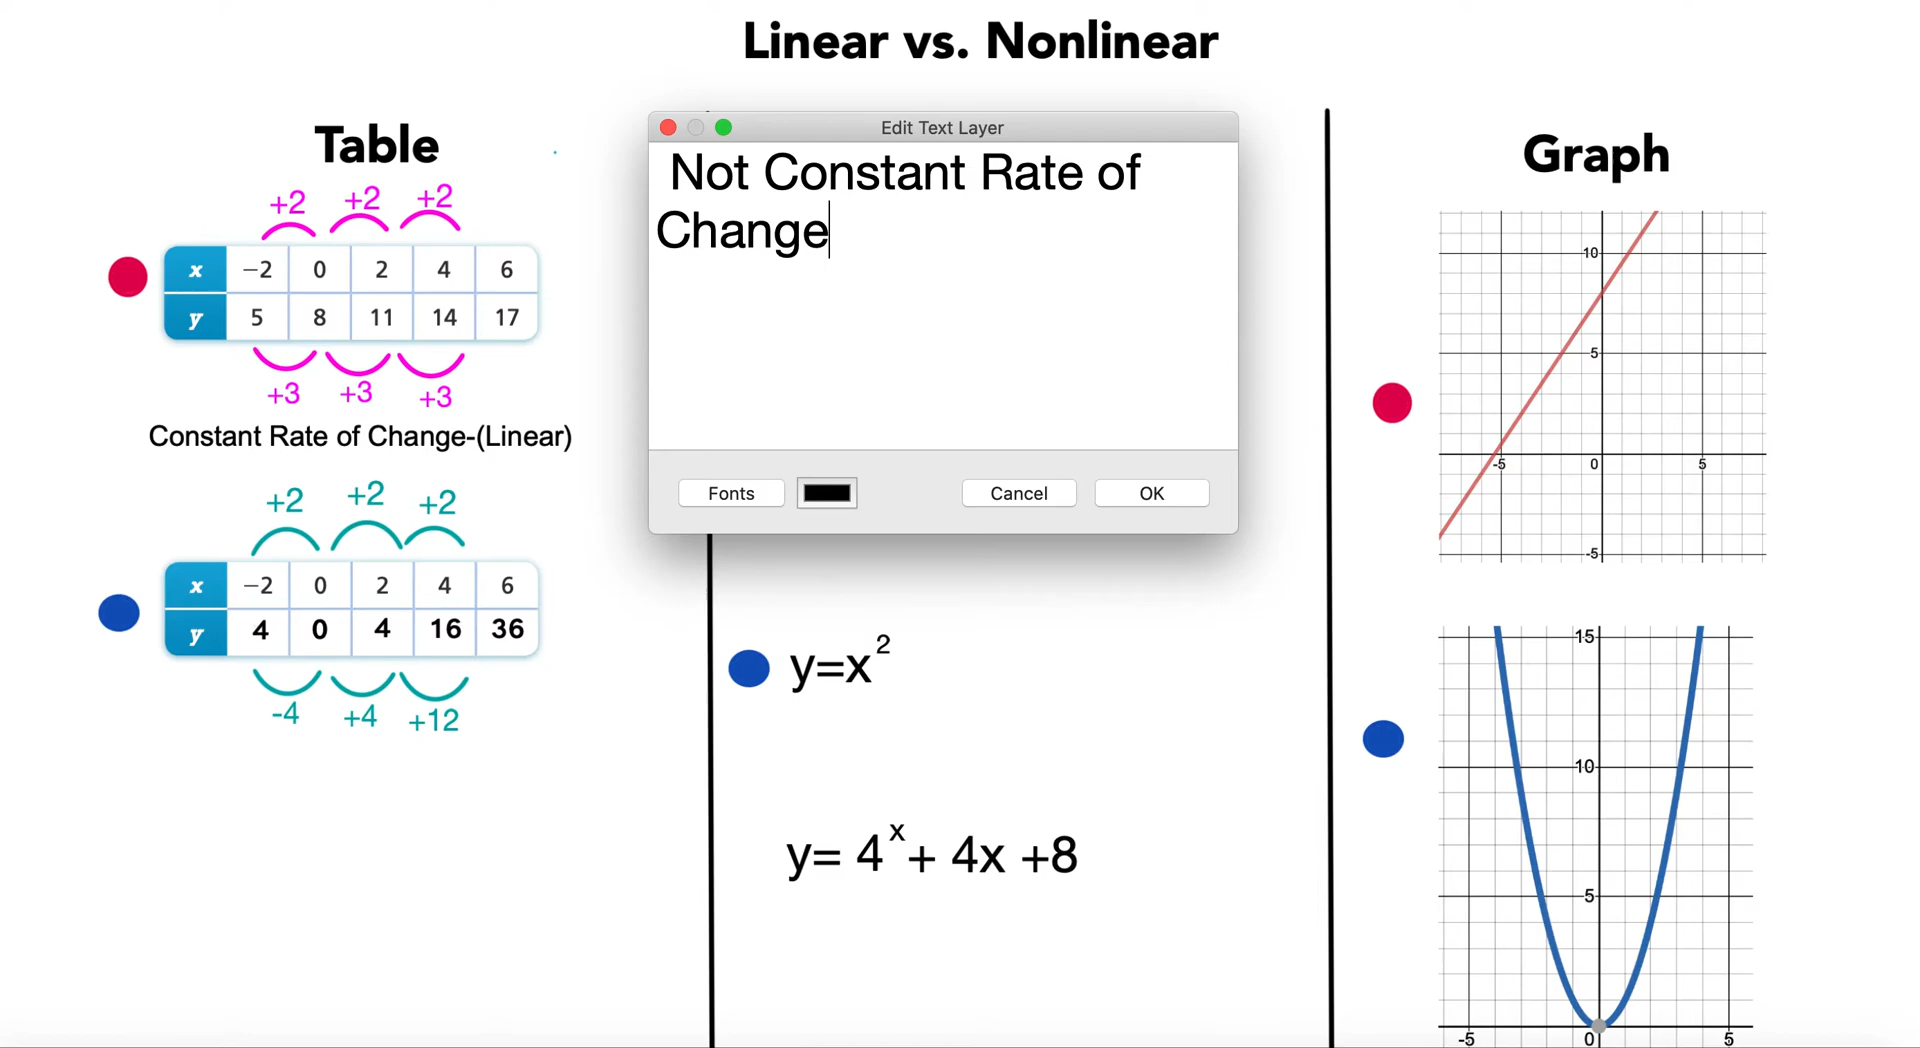 Linear vs. Nonlinear
Table
+2 +2 +2
x −2 0 2 4 6
y 5 8 11 14 17
+3 +3 +3
Constant Rate of Change-(Linear)
+2 +2 +2
x −2 0 2 4 6
y 4 0 4 16 36
-4 +4 +12
Edit Text Layer
Not Constant Rate of
Change
Fonts Cancel OK
y=x²
y= 4ˣ+ 4x +8
Graph
10
5
-5 0 5
-5
15
10
5
-5 0 5